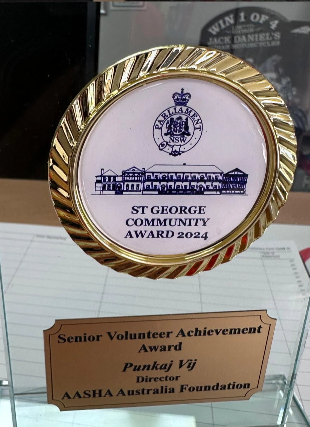 WIN 1 OF 4
JACK DANIEL'S
MOTORCYCLES
PARLIAMENT
NSW
ST GEORGE
COMMUNITY
AWARD 2024
Senior Volunteer Achievement
Award
Punkaj Vij
Director
AASHA Australia Foundation